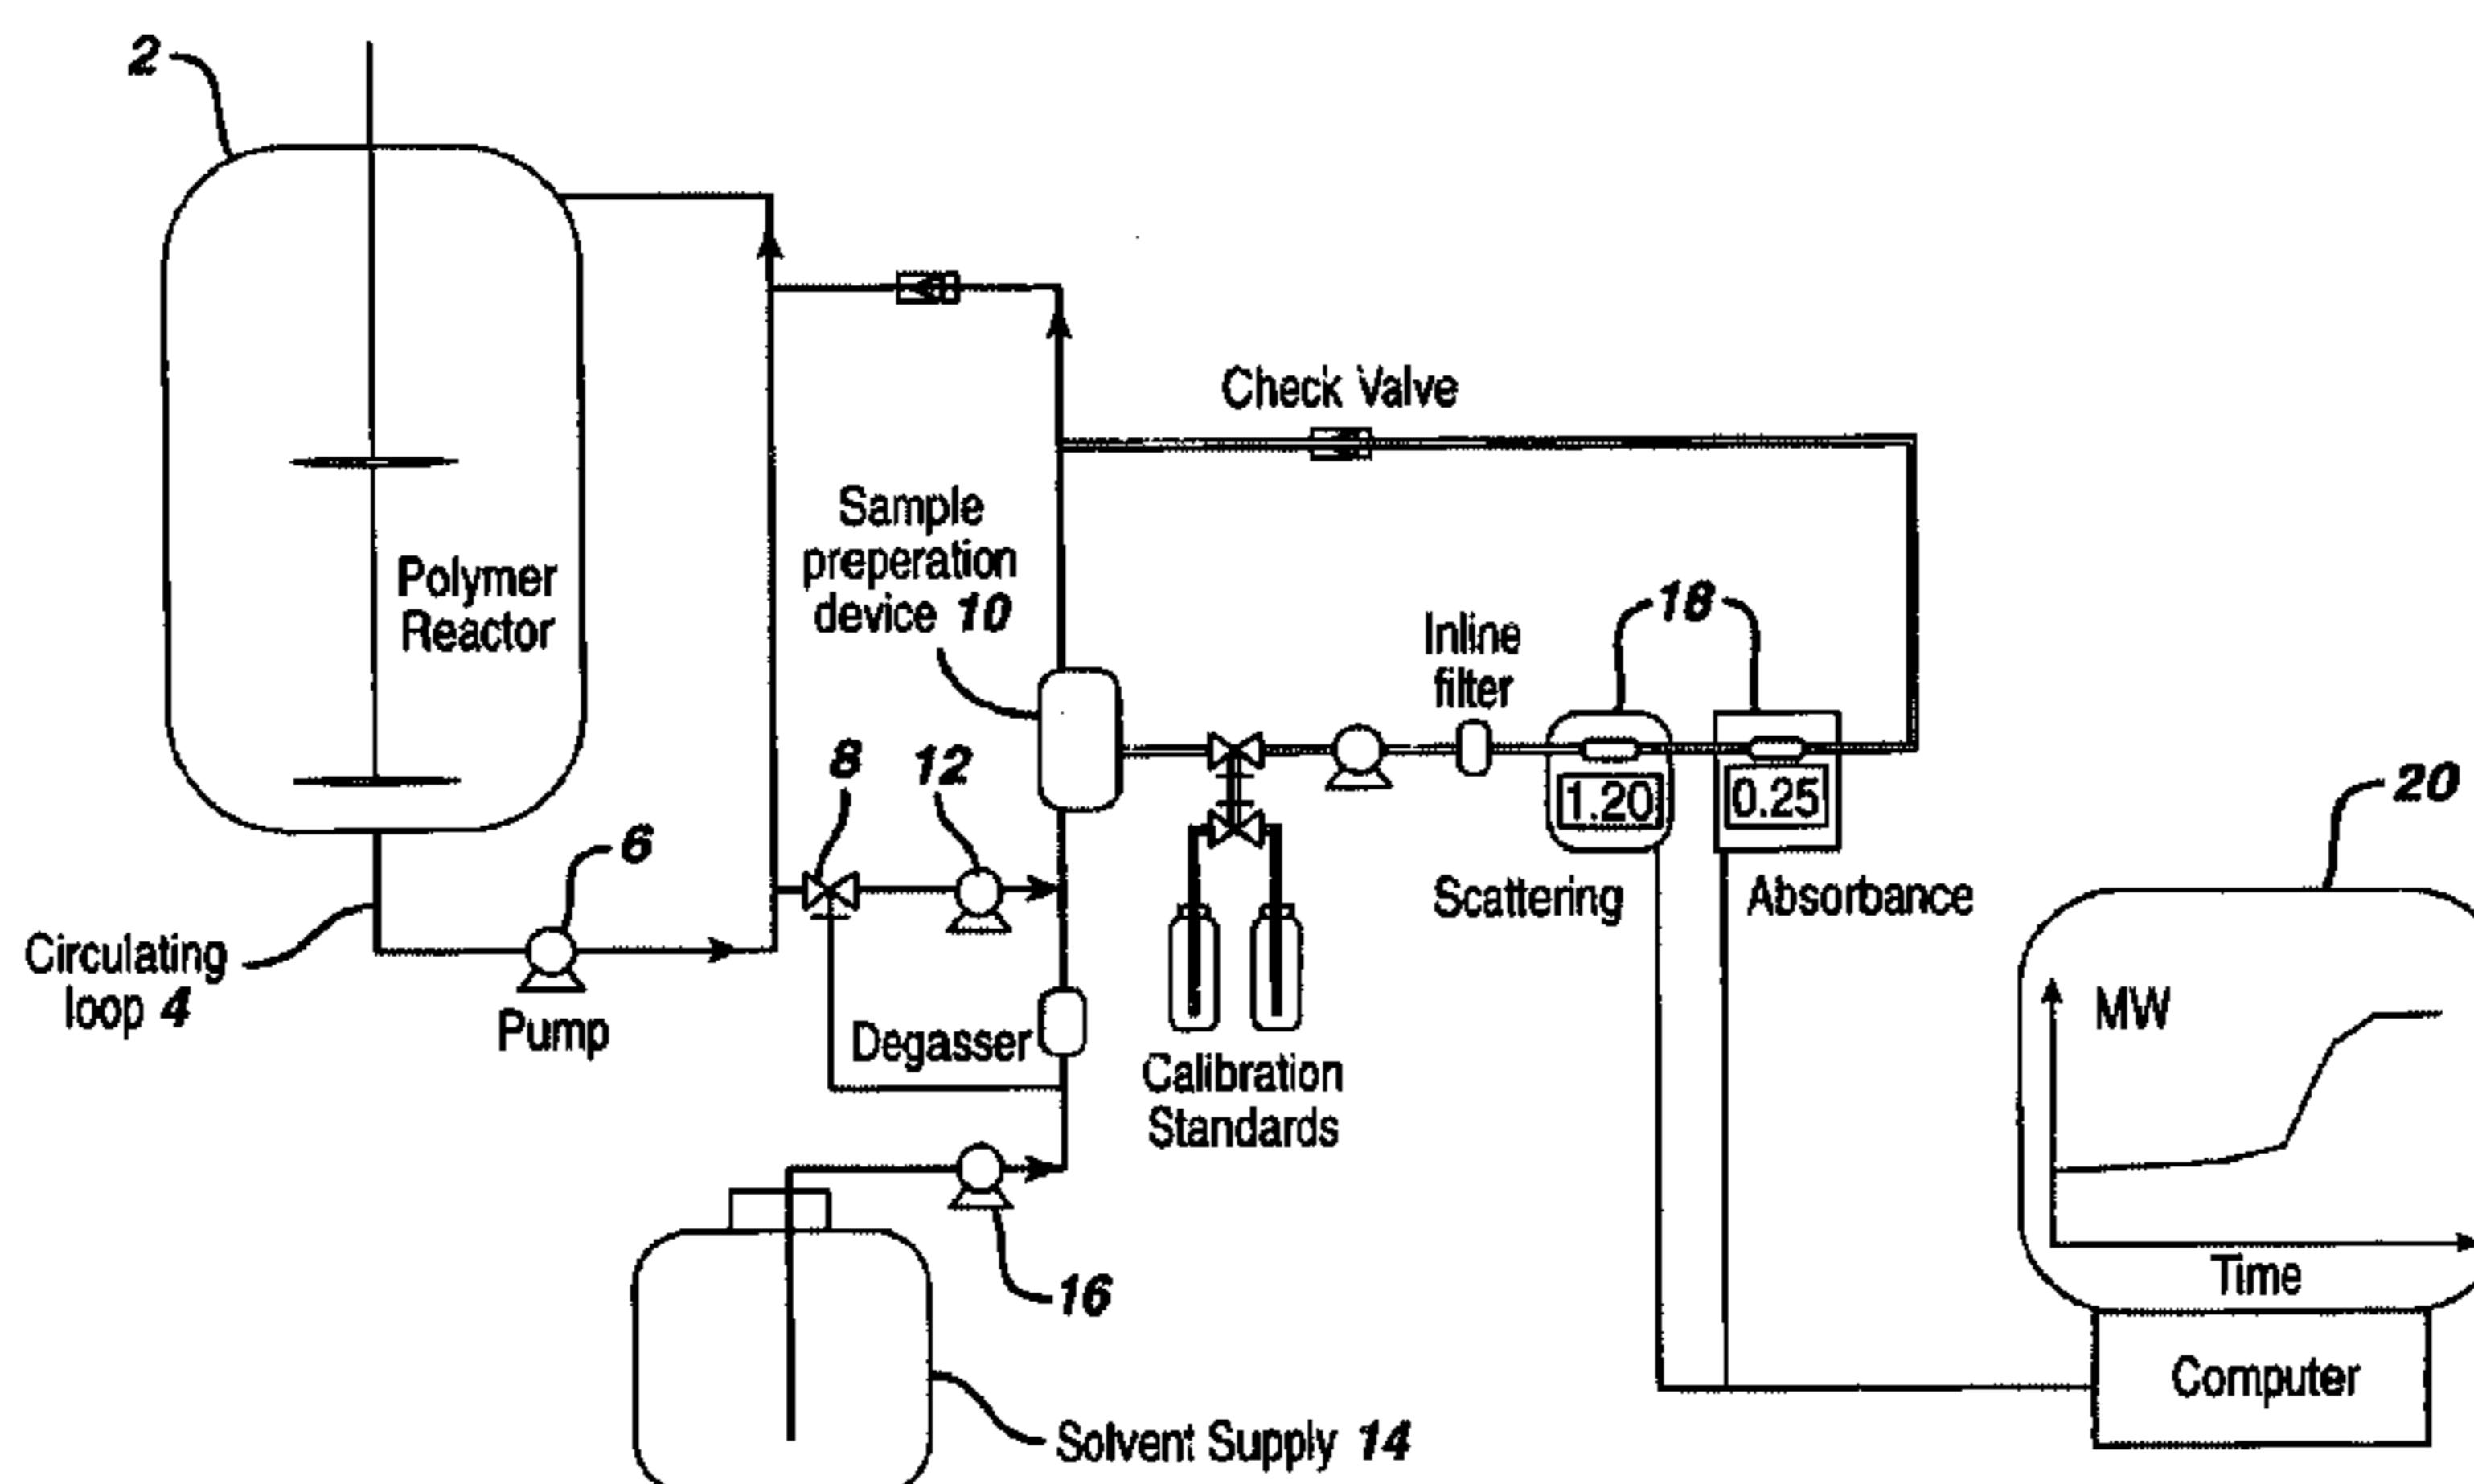 2
Polymer
Reactor
Circulating
loop 4
6
Pump
8
12
Sample
preperation
device 10
Degasser
16
Solvent Supply 14
Check Valve
Calibration
Standards
Inline
filter
18
1.20
0.25
Scattering
Absorbance
20
MW
Time
Computer